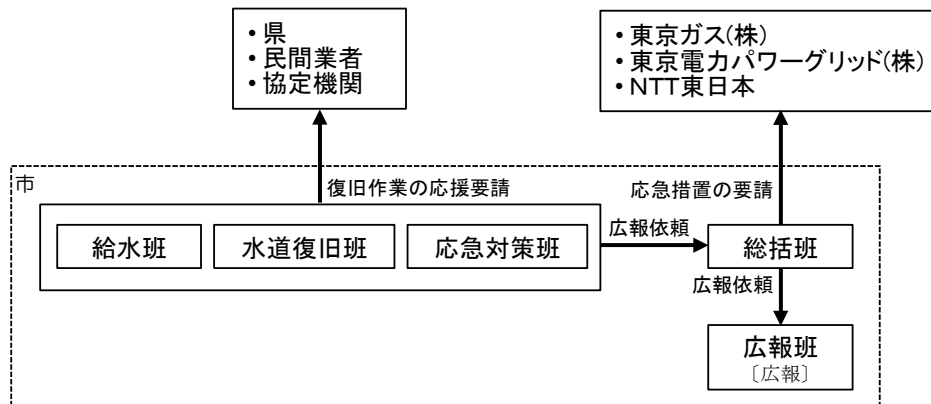 • 県
• 民間業者
• 協定機関
• 東京ガス(株)
• 東京電力パワーグリッド(株)
• NTT東日本
市
復旧作業の応援要請
応急措置の要請
給水班
水道復旧班
応急対策班
広報依頼
総括班
広報依頼
広報班
〔広報〕